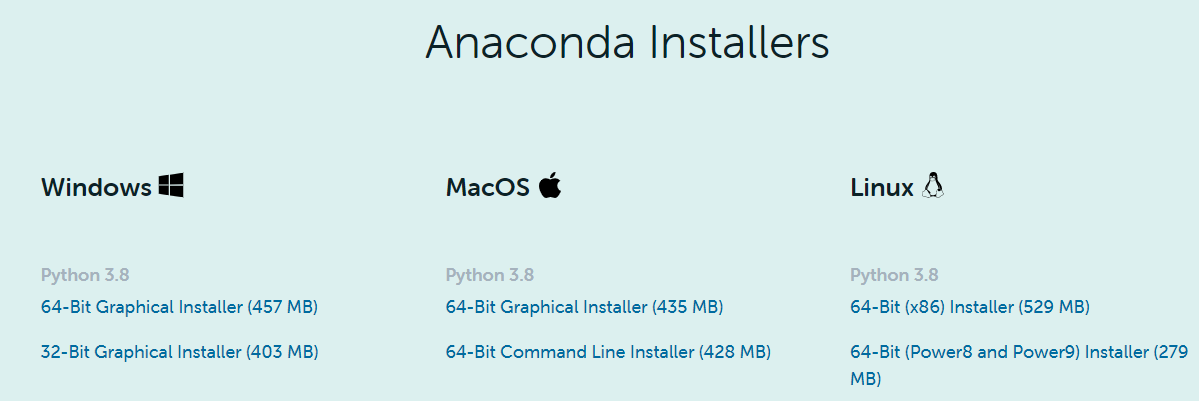 Anaconda Installers
Windows
Python 3.8
64-Bit Graphical Installer (457 MB)
32-Bit Graphical Installer (403 MB)
MacOS
Python 3.8
64-Bit Graphical Installer (435 MB)
64-Bit Command Line Installer (428 MB)
Linux
Python 3.8
64-Bit (x86) Installer (529 MB)
64-Bit (Power8 and Power9) Installer (279
MB)